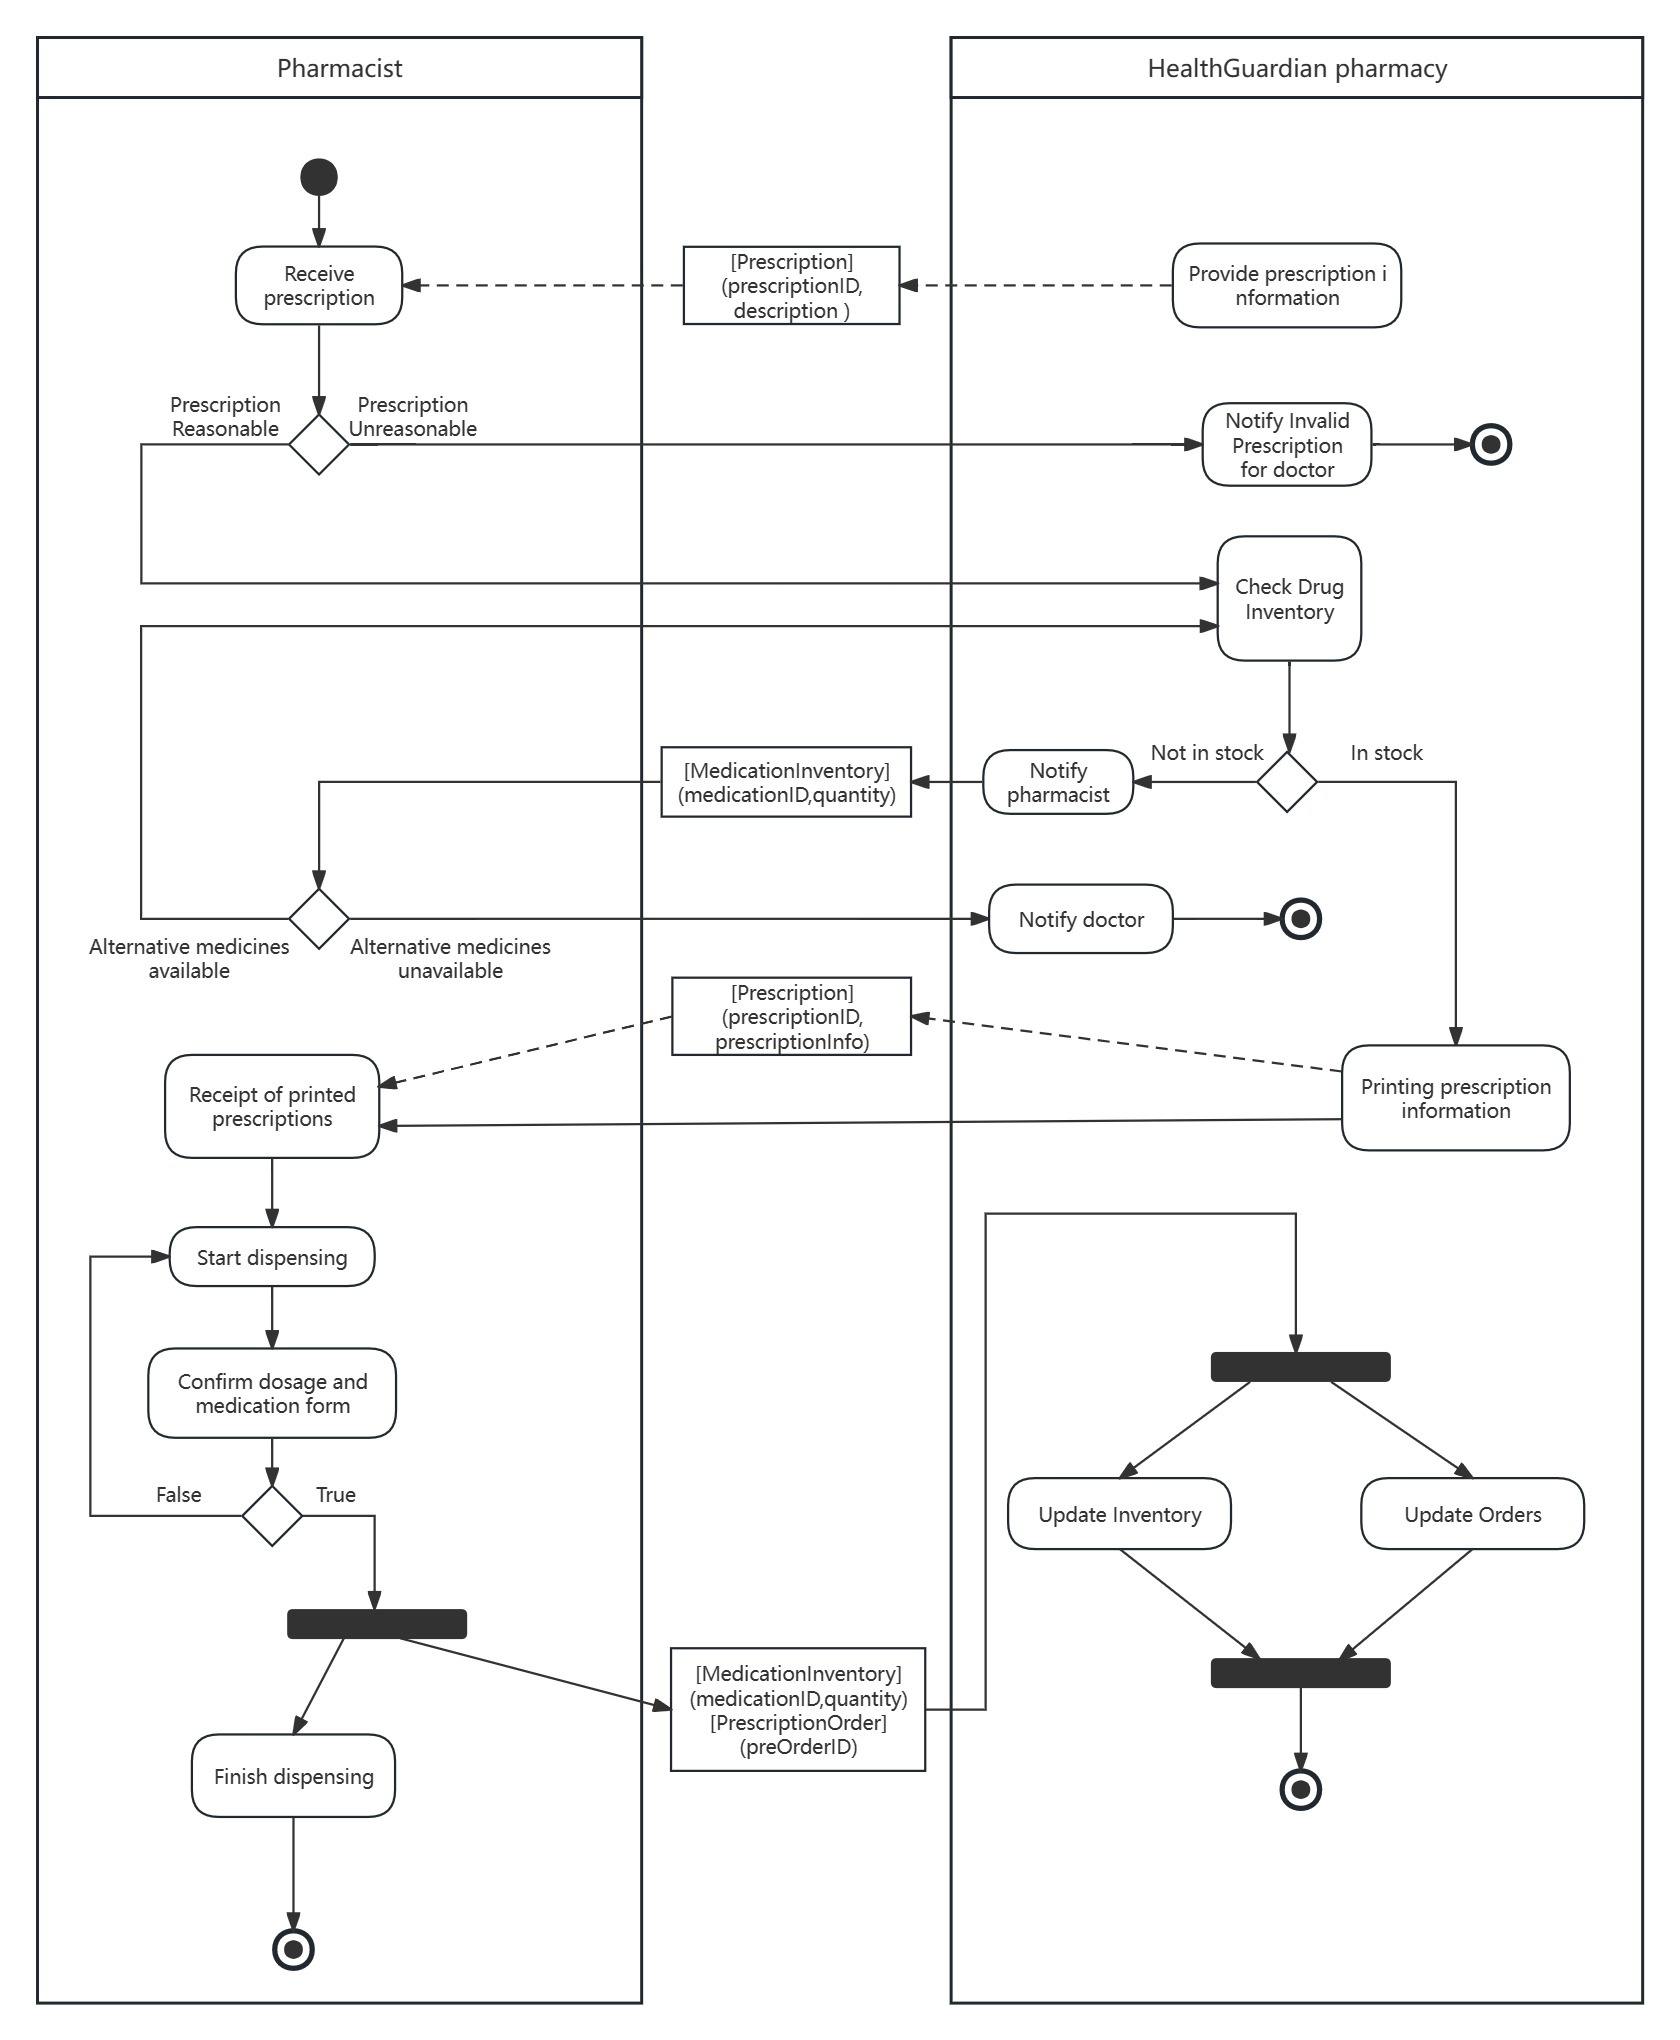 Pharmacist
HealthGuardian pharmacy
Receive
prescription
[Prescription]
(prescriptionID,
description )
Provide prescription i
nformation
Prescription
Reasonable
Prescription
Unreasonable
Notify Invalid
Prescription
for doctor
Check Drug
Inventory
[MedicationInventory]
(medicationID,quantity)
Notify
pharmacist
Not in stock
In stock
Alternative medicines
available
Alternative medicines
unavailable
Notify doctor
[Prescription]
(prescriptionID,
prescriptionInfo)
Receipt of printed
prescriptions
Printing prescription
information
Start dispensing
Confirm dosage and
medication form
False
True
Update Inventory
Update Orders
[MedicationInventory]
(medicationID,quantity)
[PrescriptionOrder]
(preOrderID)
Finish dispensing